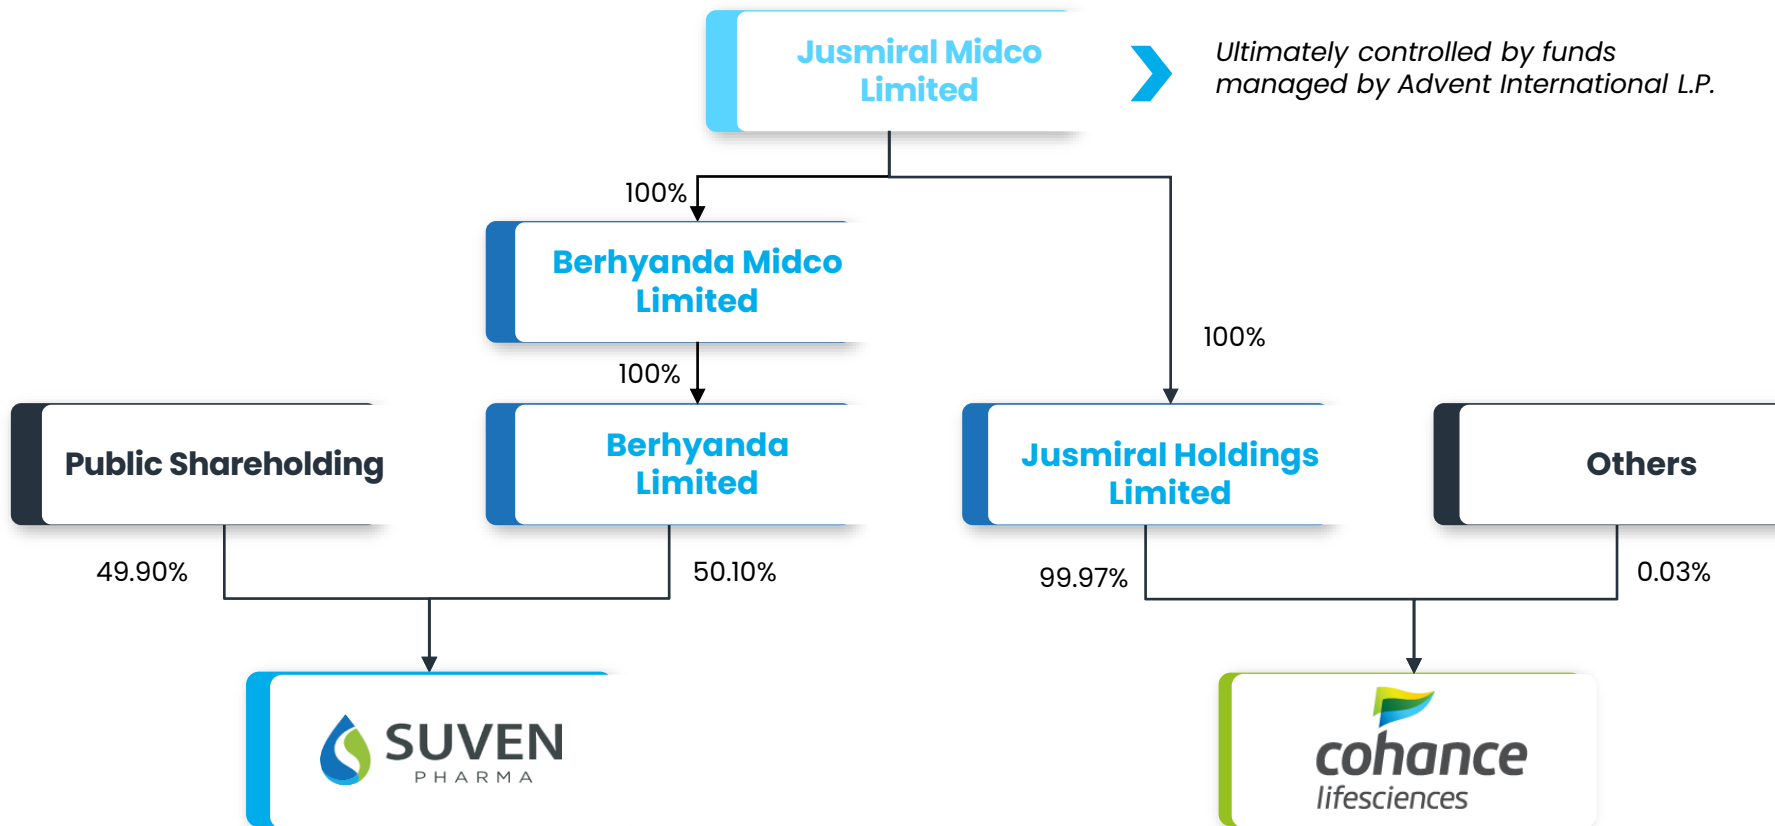 Jusmiral Midco
Limited
Ultimately controlled by funds
managed by Advent International L.P.
100%
Berhyanda Midco
Limited
100%
100%
Public Shareholding
Berhyanda
Limited
Jusmiral Holdings
Limited
Others
49.90%
50.10%
99.97%
0.03%
SUVEN
PHARMA
cohance
lifesciences